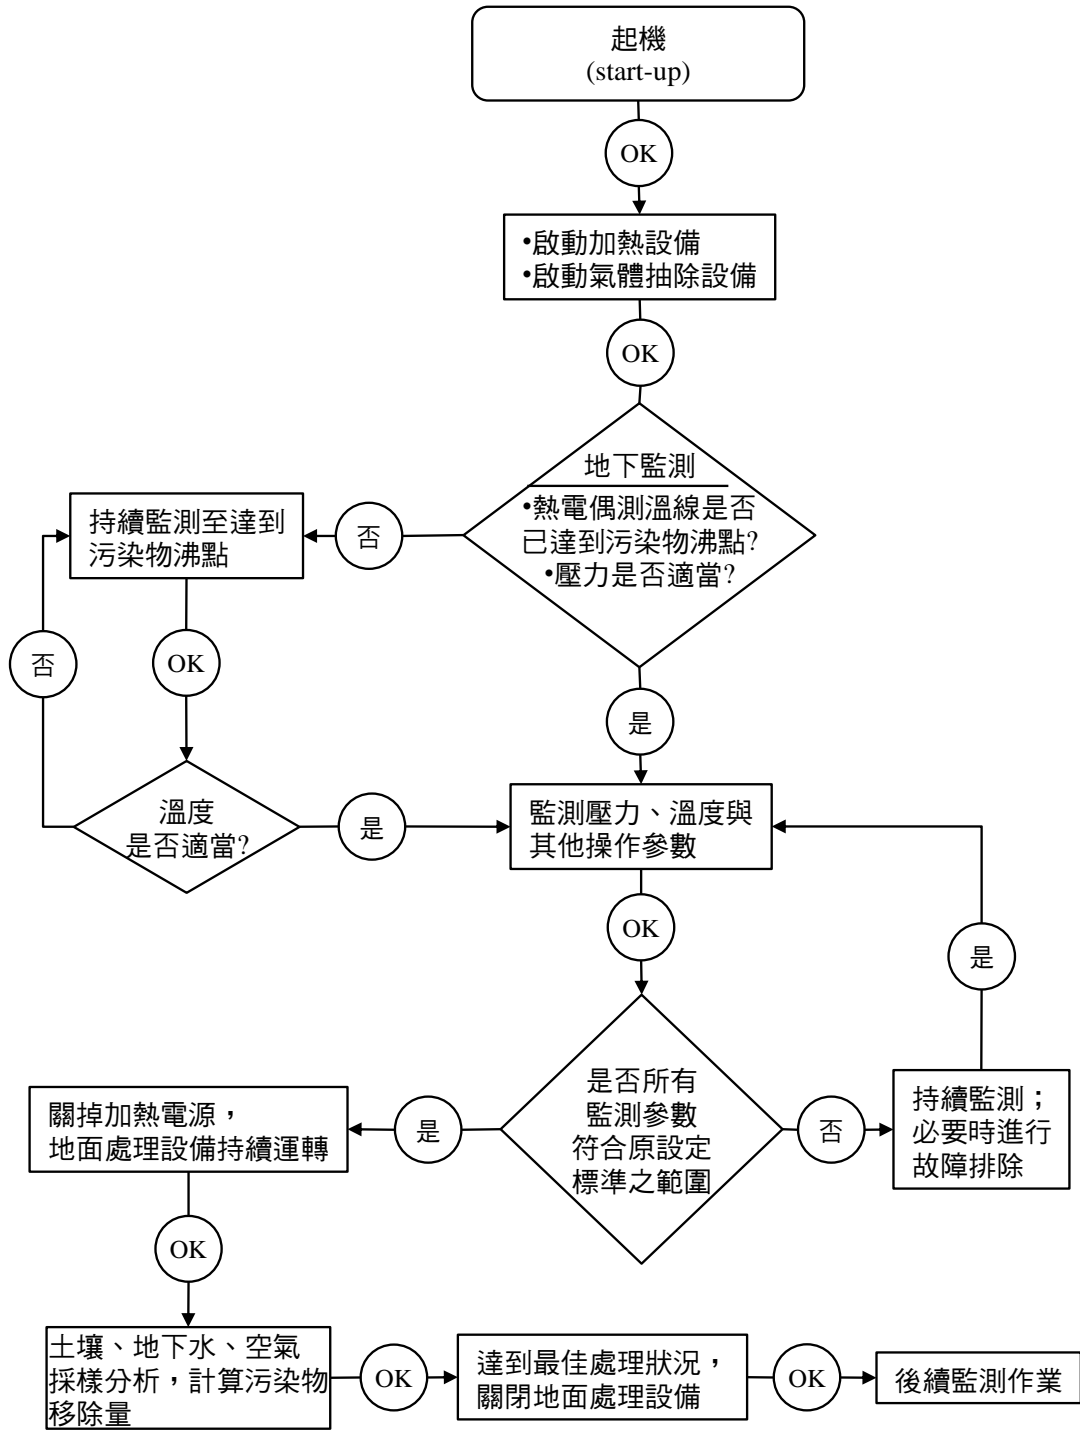 起機
(start-up)
OK
•啟動加熱設備
•啟動氣體抽除設備
OK
地下監測
•熱電偶測溫線是否
已達到污染物沸點?
•壓力是否適當?
否
持續監測至達到
污染物沸點
否
OK
是
溫度
是否適當?
是
監測壓力、溫度與
其他操作參數
OK
是
是否所有
監測參數
符合原設定
標準之範圍
否
持續監測；
必要時進行
故障排除
是
關掉加熱電源，
地面處理設備持續運轉
OK
土壤、地下水、空氣
採樣分析，計算污染物
移除量
OK
達到最佳處理狀況，
關閉地面處理設備
OK
後續監測作業